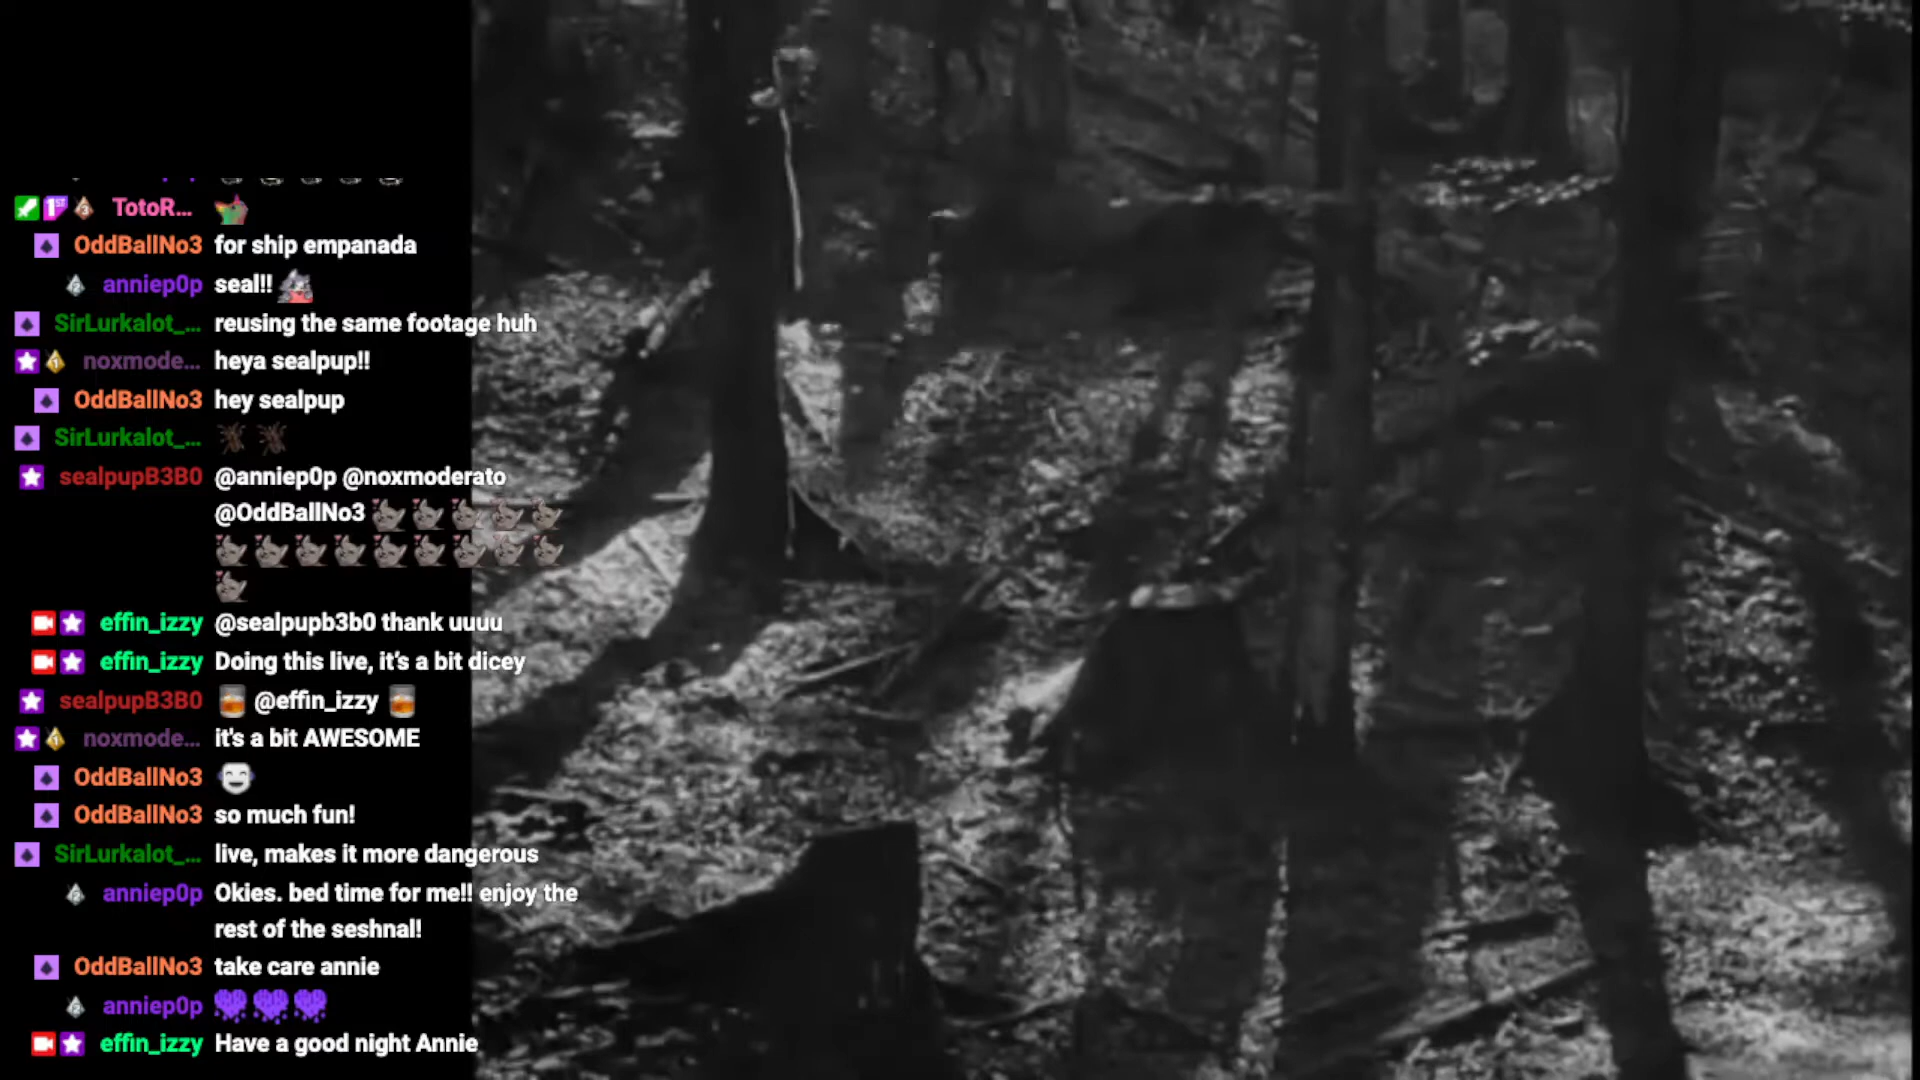 TotoR...
OddBallNo3 for ship empanada
anniep0p seal!!
SirLurkalot_... reusing the same footage huh
noxmode... heya sealpup!!
OddBallNo3 hey sealpup
SirLurkalot_...
sealpupB3B0 @anniep0p @noxmoderato
@OddBallNo3
effin_izzy @sealpupb3b0 thank uuuu
effin_izzy Doing this live, it's a bit dicey
sealpupB3B0 @effin_izzy
noxmode... it's a bit AWESOME
OddBallNo3
OddBallNo3 so much fun!
SirLurkalot_... live, makes it more dangerous
anniep0p Okies. bed time for me!! enjoy the
rest of the seshnal!
OddBallNo3 take care annie
anniep0p
effin_izzy Have a good night Annie